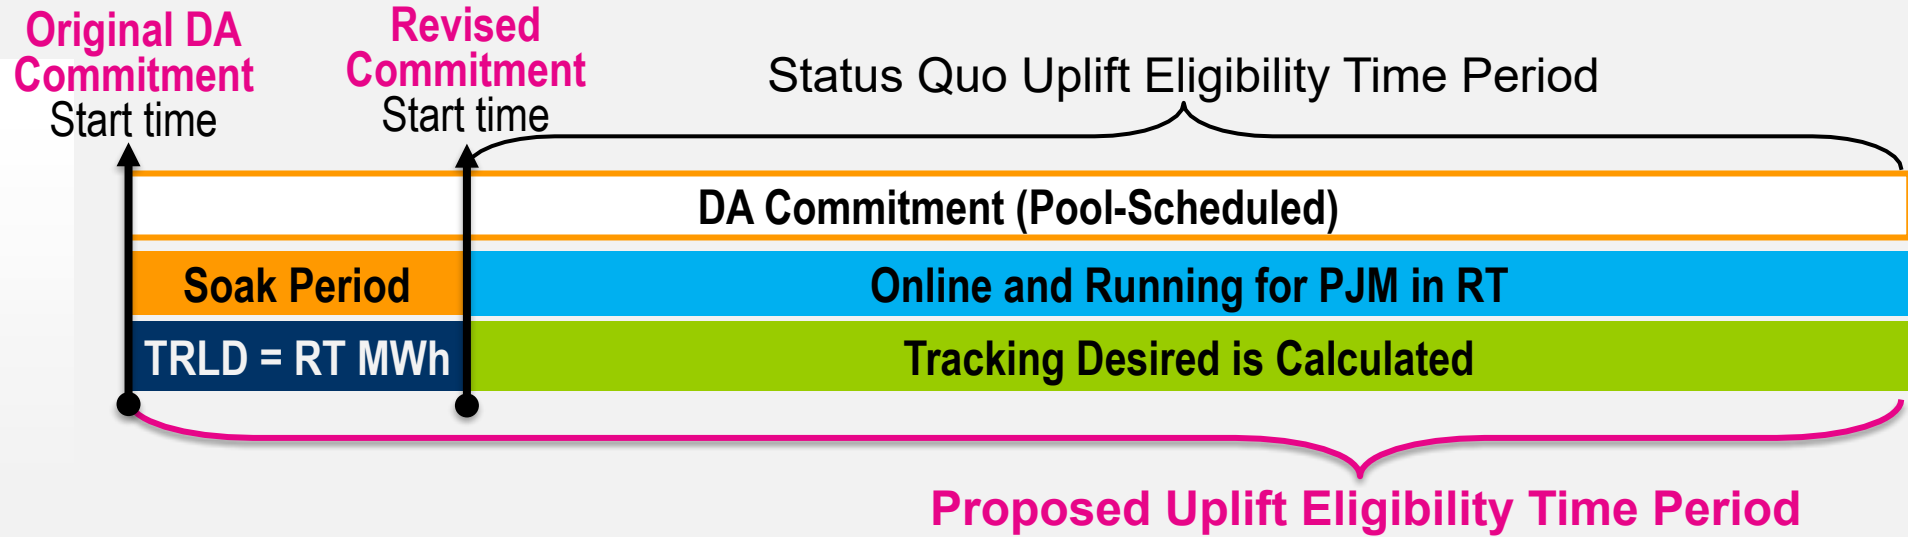 Original DA
Commitment
Start time
Revised
Commitment
Start time
Status Quo Uplift Eligibility Time Period
DA Commitment (Pool-Scheduled)
Soak Period
Online and Running for PJM in RT
TRLD = RT MWh
Tracking Desired is Calculated
Proposed Uplift Eligibility Time Period